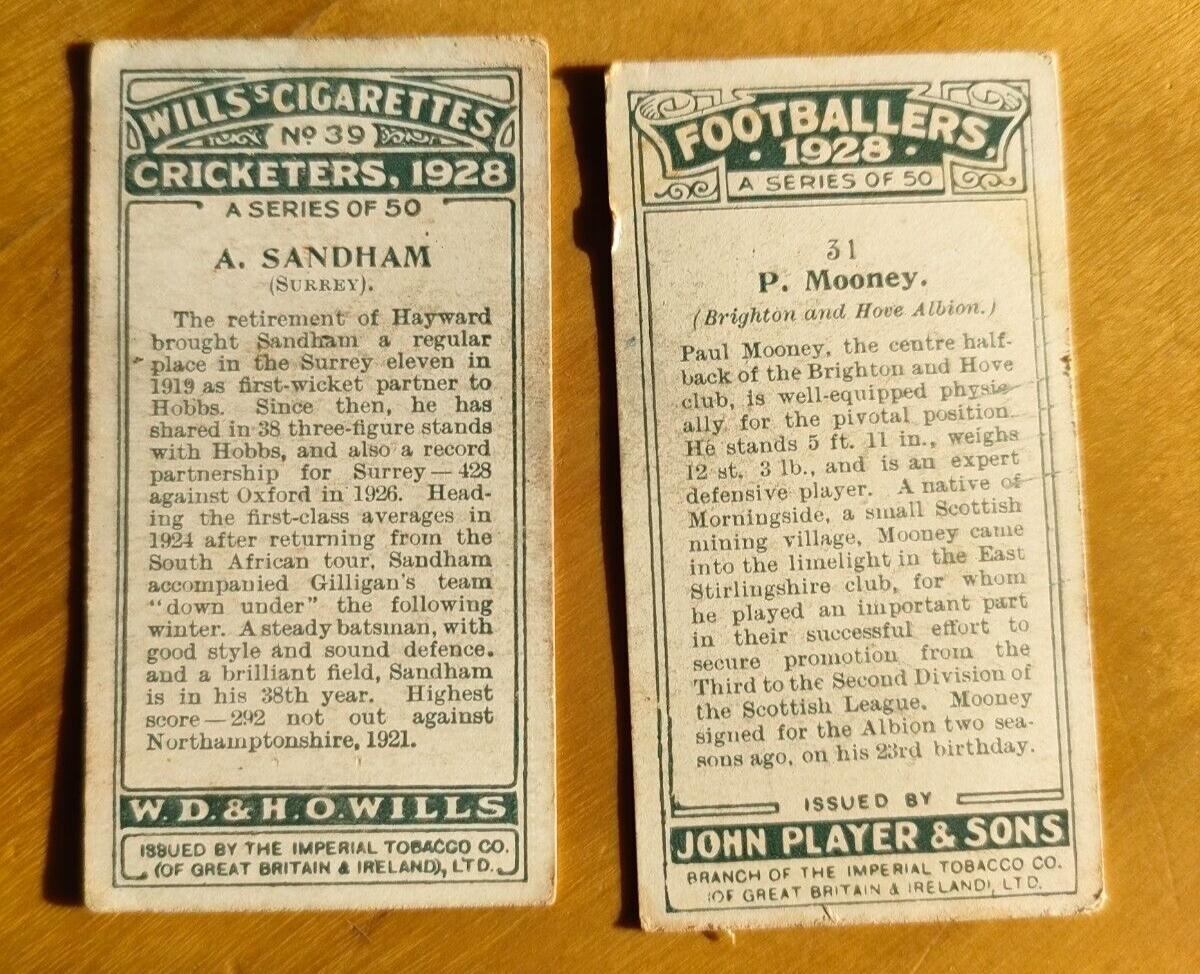 WILLS'S CIGARETTES
No 39
CRICKETERS, 1928
A SERIES OF 50
A. SANDHAM
(SURREY).
The retirement of Hayward
brought Sandham a regular
place in the Surrey eleven in
1919 as first-wicket partner to
Hobbs. Since then, he has
shared in 38 three-figure stands
with Hobbs, and also a record
partnership for Surrey—428
against Oxford in 1926. Head-
ing the first-class averages in
1924 after returning from the
South African tour, Sandham
accompanied Gilligan's team
"down under" the following
winter. A steady batsman, with
good style and sound defence.
and a brilliant field, Sandham
is in his 38th year. Highest
score—292 not out against
Northamptonshire, 1921.
W. D. & H. O. WILLS
ISSUED BY THE IMPERIAL TOBACCO CO.
(OF GREAT BRITAIN & IRELAND), LTD.
FOOTBALLERS,
· 1928 ·
A SERIES OF 50
31
P. Mooney.
(Brighton and Hove Albion.)
Paul Mooney, the centre half-
back of the Brighton and Hove
club, is well-equipped physic-
ally for the pivotal position.
He stands 5 ft. 11 in., weighs
12 st. 3 lb., and is an expert
defensive player. A native of
Morningside, a small Scottish
mining village, Mooney came
into the limelight in the East
Stirlingshire club, for whom
he played an important part
in their successful effort to
secure promotion from the
Third to the Second Division of
the Scottish League. Mooney
signed for the Albion two sea-
sons ago, on his 23rd birthday.
ISSUED BY
JOHN PLAYER & SONS
BRANCH OF THE IMPERIAL TOBACCO CO.
(OF GREAT BRITAIN & IRELAND), LTD.